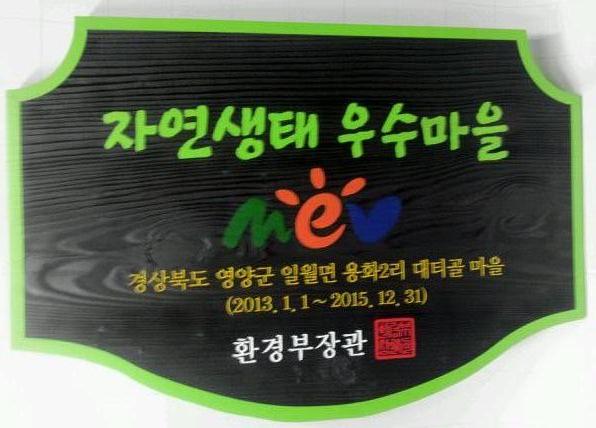 자연생태 우수마을
mev
경상북도 영양군 일월면 용화2리 대티골 마을
(2013. 1. 1 ~ 2015. 12. 31)
환경부장관